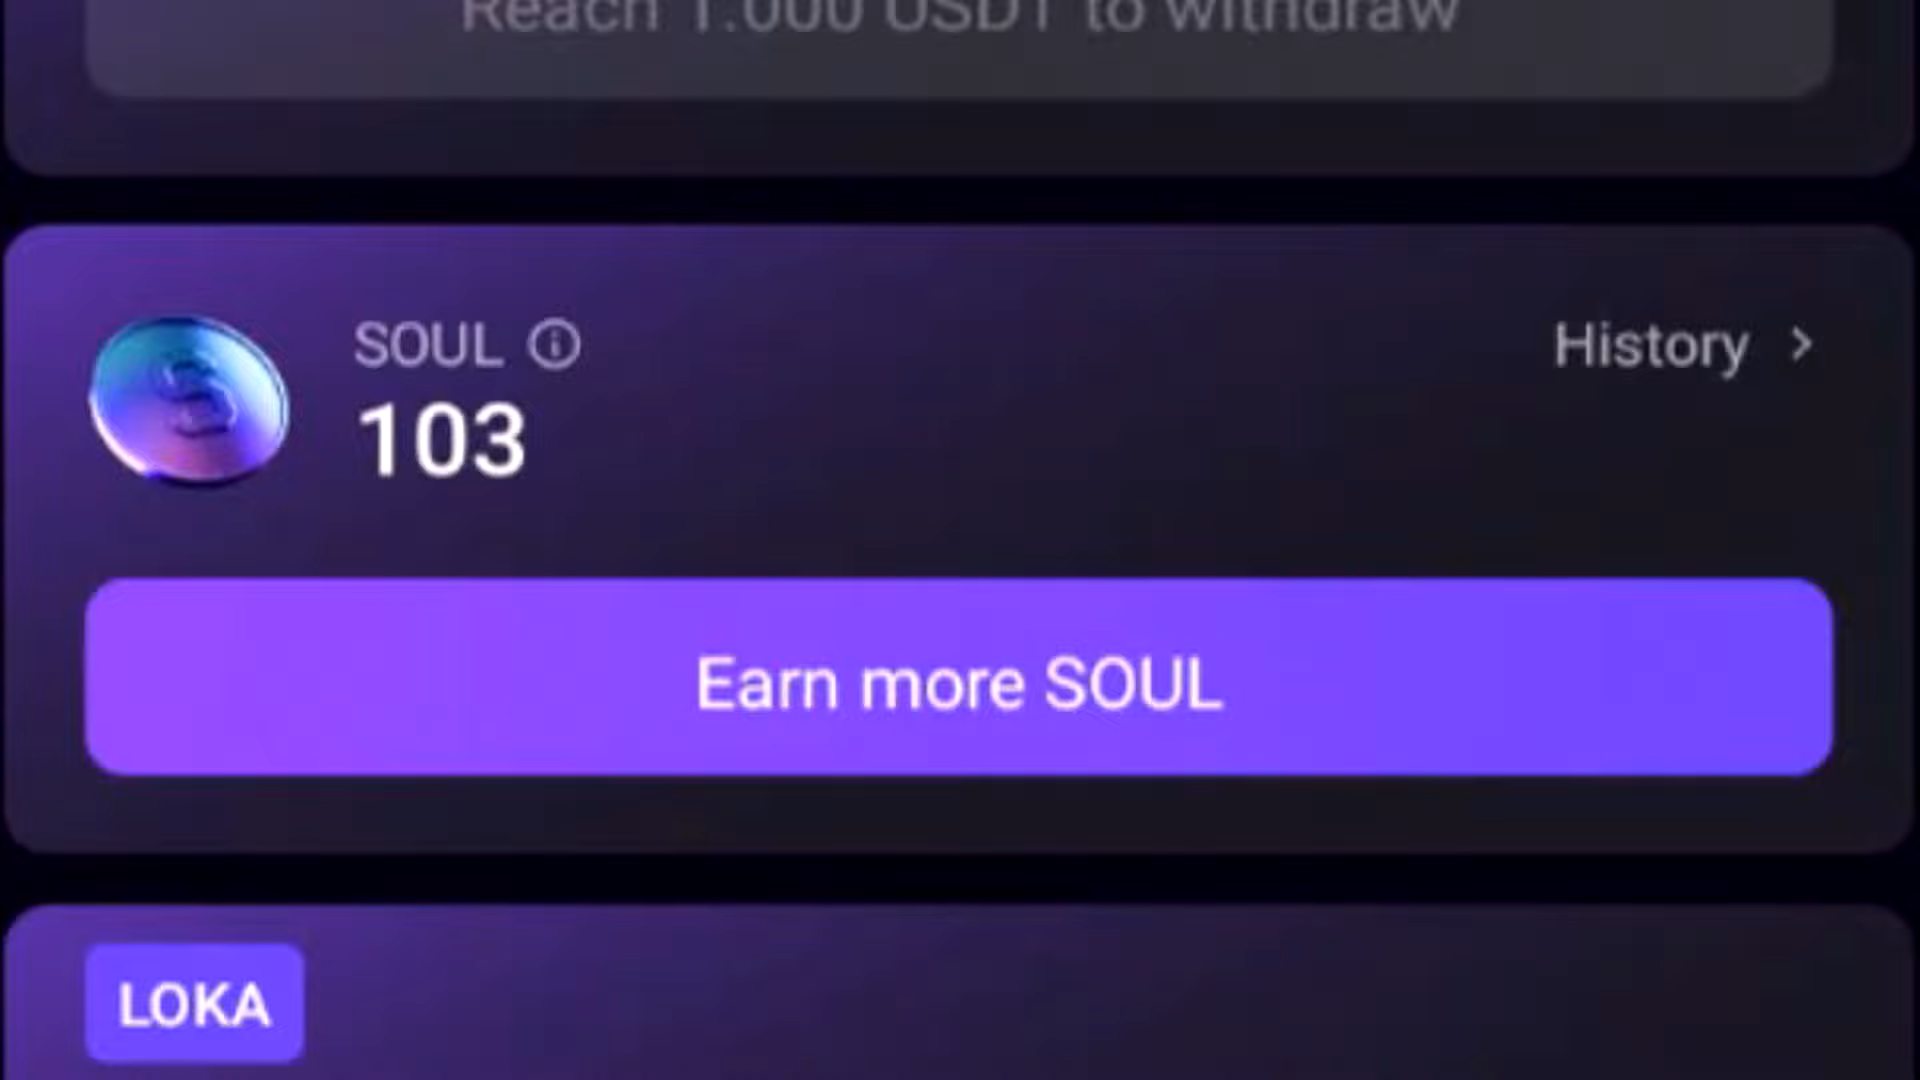 Reach 1.000 USDT to withdraw
SOUL
History
103
Earn more SOUL
LOKA